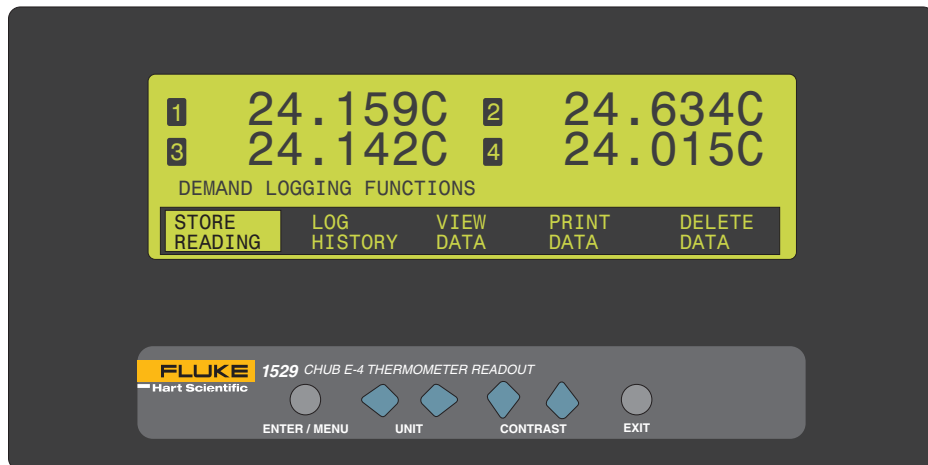 1 24.159C 2 24.634C
3 24.142C 4 24.015C
DEMAND LOGGING FUNCTIONS
STORE READING
LOG HISTORY
VIEW DATA
PRINT DATA
DELETE DATA
FLUKE
Hart Scientific
1529 CHUB E-4 THERMOMETER READOUT
ENTER / MENU UNIT CONTRAST EXIT